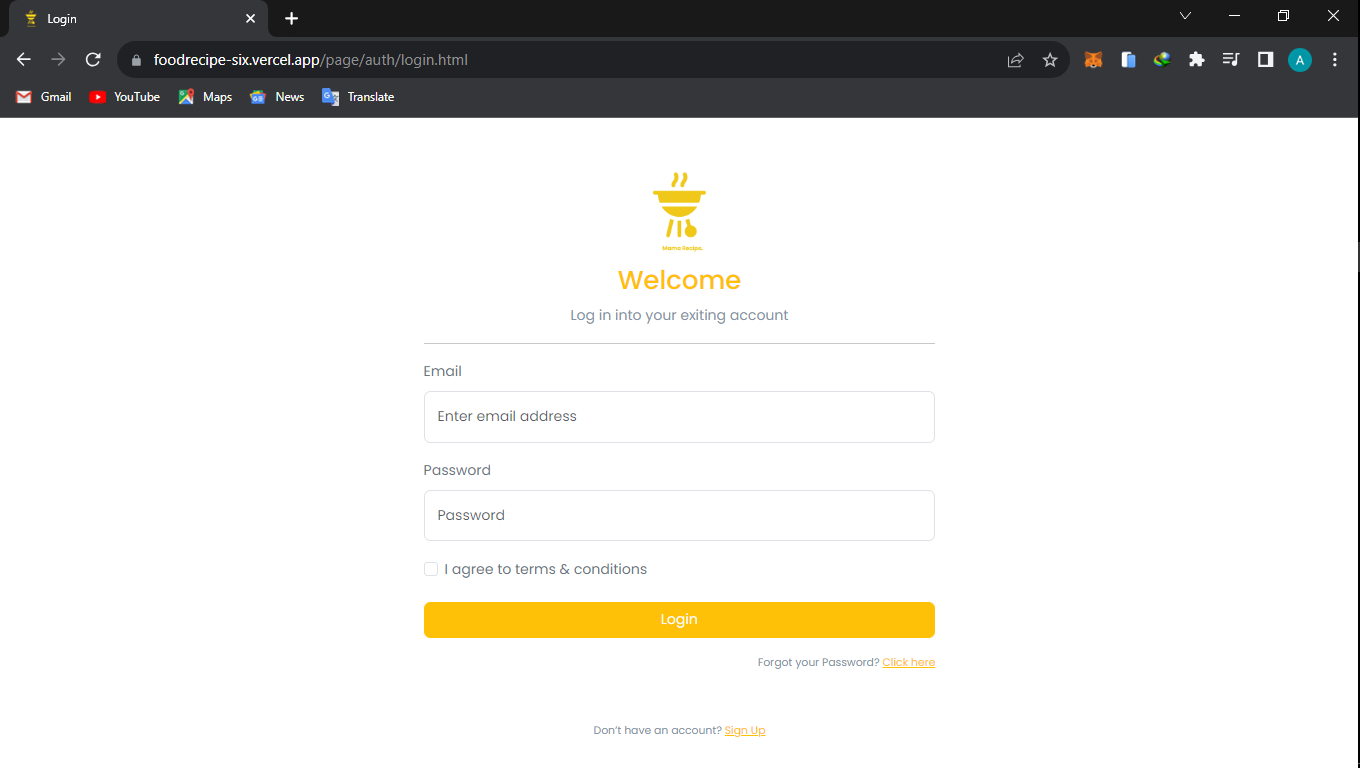 Login
foodrecipe-six.vercel.app/page/auth/login.html
A
Gmail YouTube Maps News Translate
Mama Recipe.
Welcome
Log in into your exiting account
Email
Enter email address
Password
Password
I agree to terms & conditions
Login
Forgot your Password? Click here
Don't have an account? Sign Up